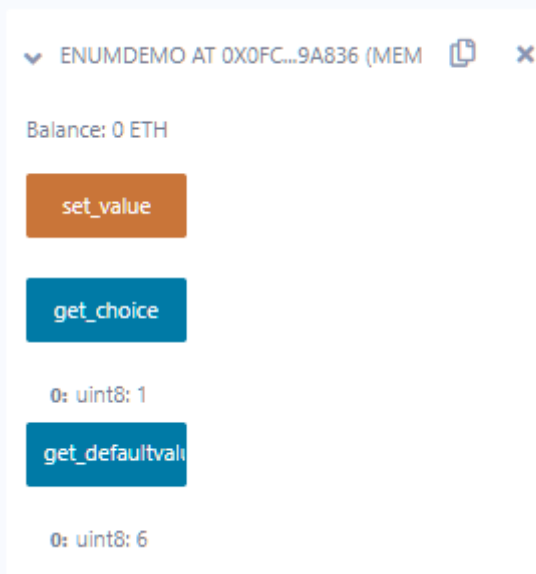 ENUMDEMO AT 0X0FC...9A836 (MEM
Balance: 0 ETH
set_value
get_choice
0: uint8: 1
get_defaultvalu
0: uint8: 6